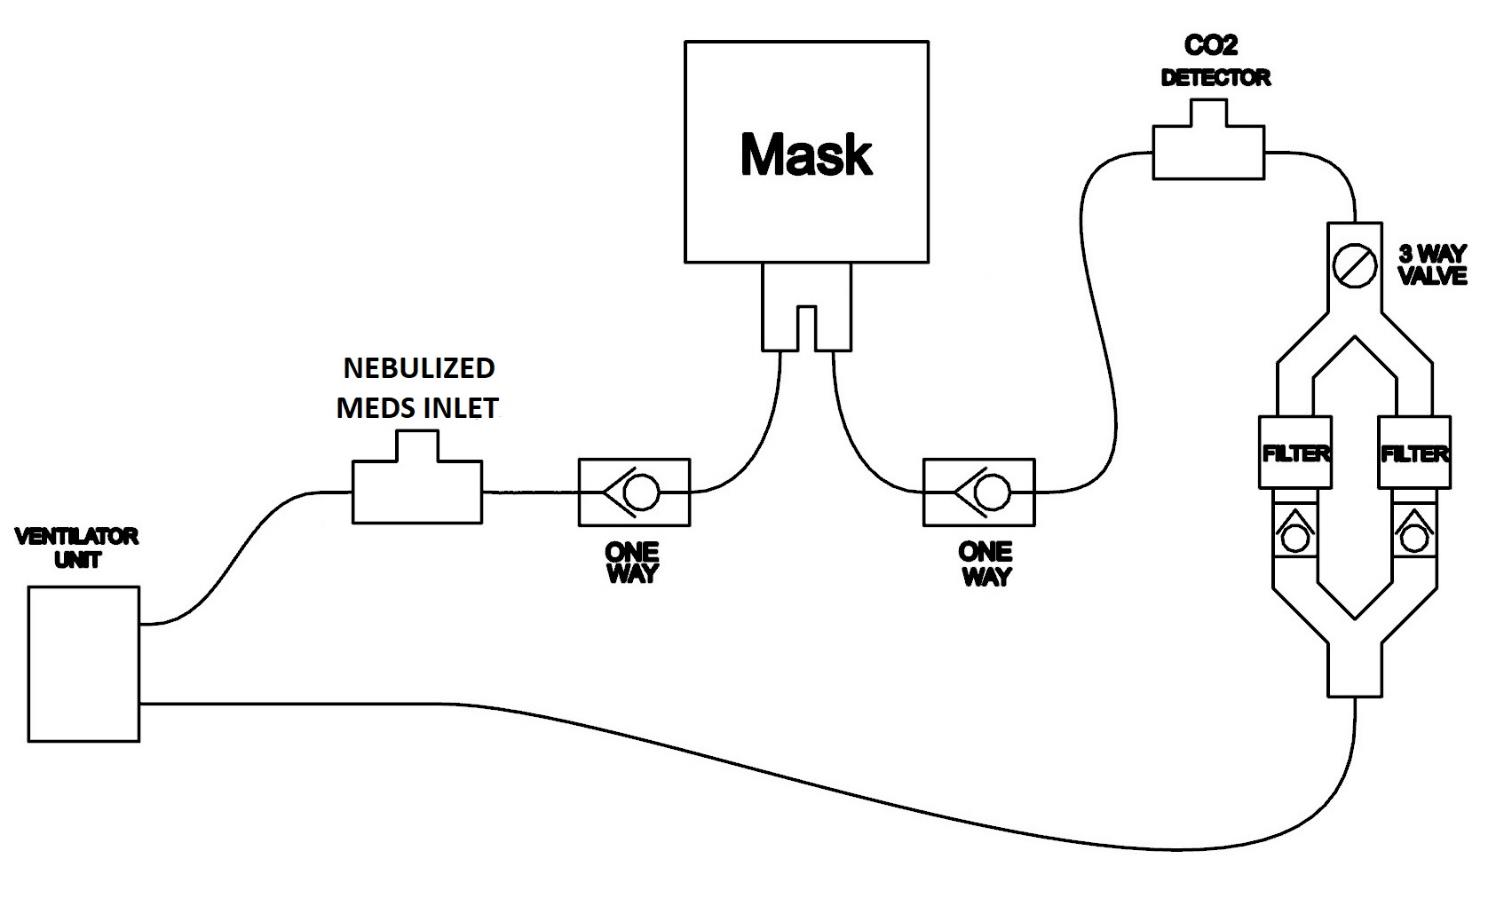 CO2
DETECTOR
Mask
3 WAY
VALVE
NEBULIZED
MEDS INLET
FILTER
FILTER
VENTILATOR
UNIT
ONE
WAY
ONE
WAY